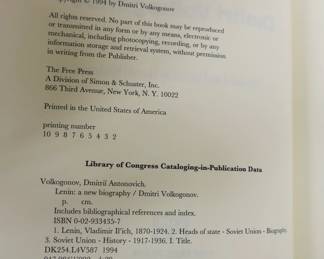 Copyright © 1994 by Dmitri Volkogonov
All rights reserved. No part of this book may be reproduced
or transmitted in any form or by any means, electronic or
mechanical, including photocopying, recording, or by any
information storage and retrieval system, without permission
in writing from the Publisher.
The Free Press
A Division of Simon & Schuster, Inc.
866 Third Avenue, New York, N. Y. 10022
Printed in the United States of America
printing number
10 9 8 7 6 5 4 3 2
Library of Congress Cataloging-in-Publication Data
Volkogonov, Dmitriĭ Antonovich.
Lenin: a new biography / Dmitri Volkogonov.
p. cm.
Includes bibliographical references and index.
ISBN 0-02-933435-7
1. Lenin, Vladimir Il'ich, 1870-1924. 2. Heads of state - Soviet Union - Biography
3. Soviet Union - History - 1917-1936. I. Title.
DK254.L4V587 1994